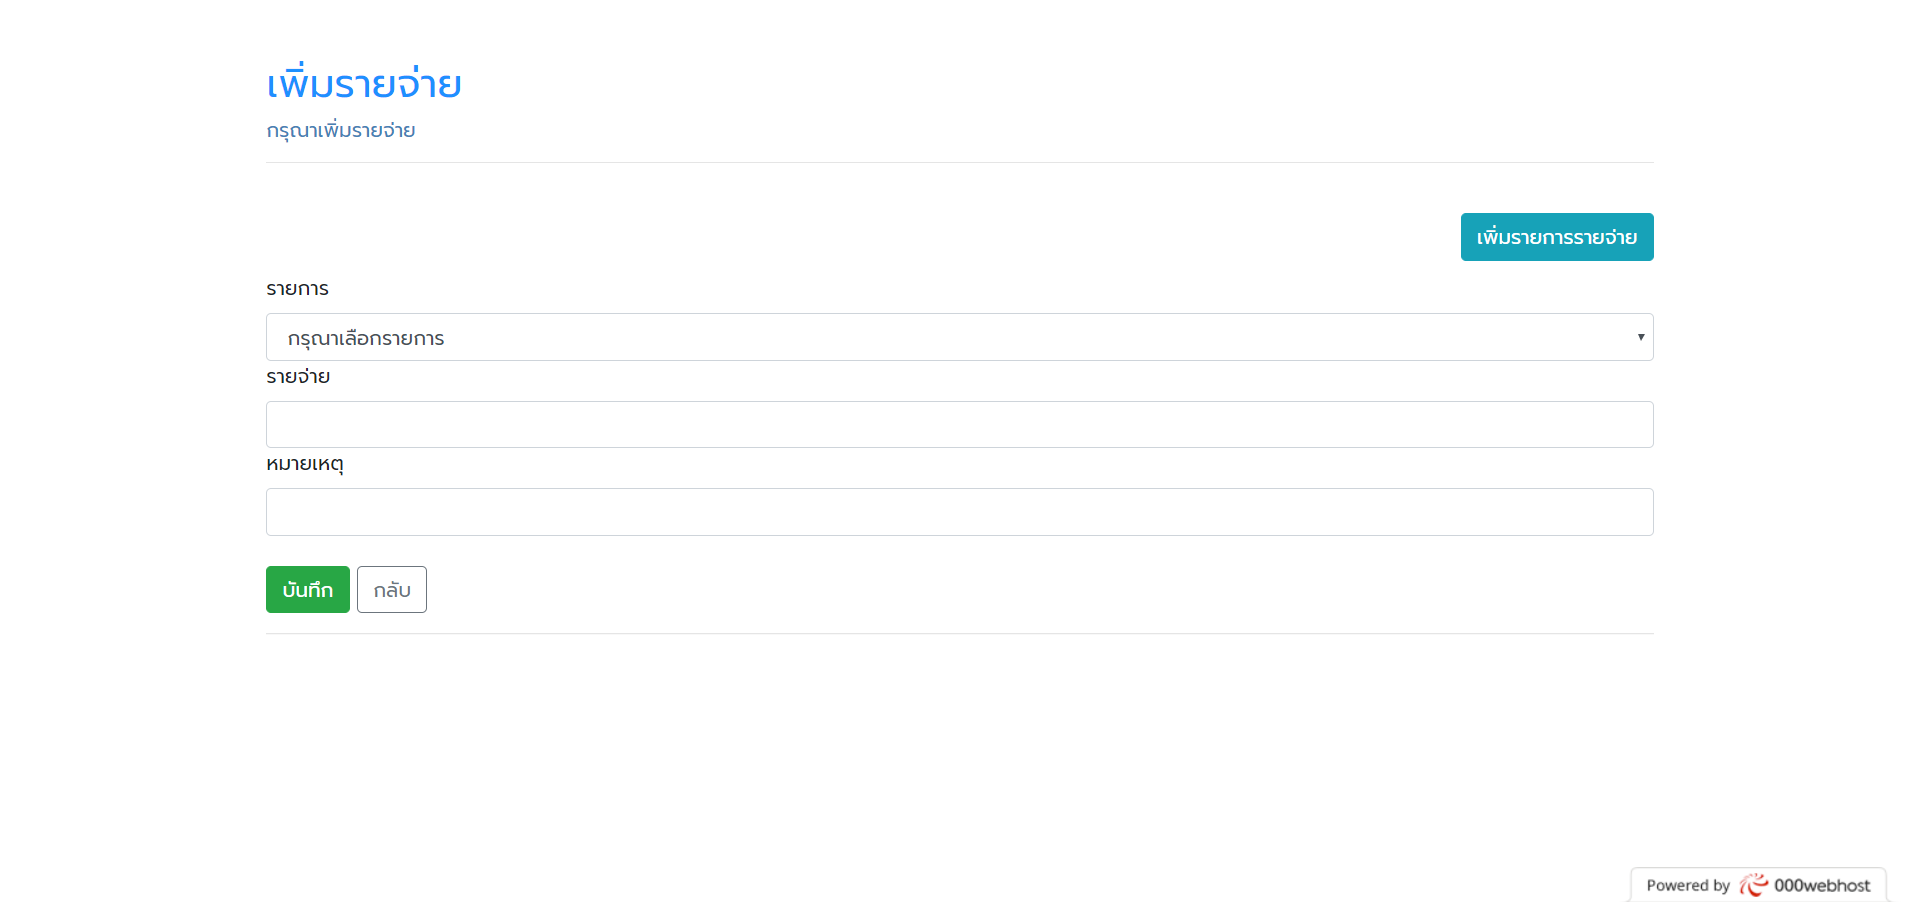 เพิ่มรายจ่าย
กรุณาเพิ่มรายจ่าย
เพิ่มรายการรายจ่าย
รายการ
กรุณาเลือกรายการ
รายจ่าย
หมายเหตุ
บันทึก กลับ
Powered by 000webhost